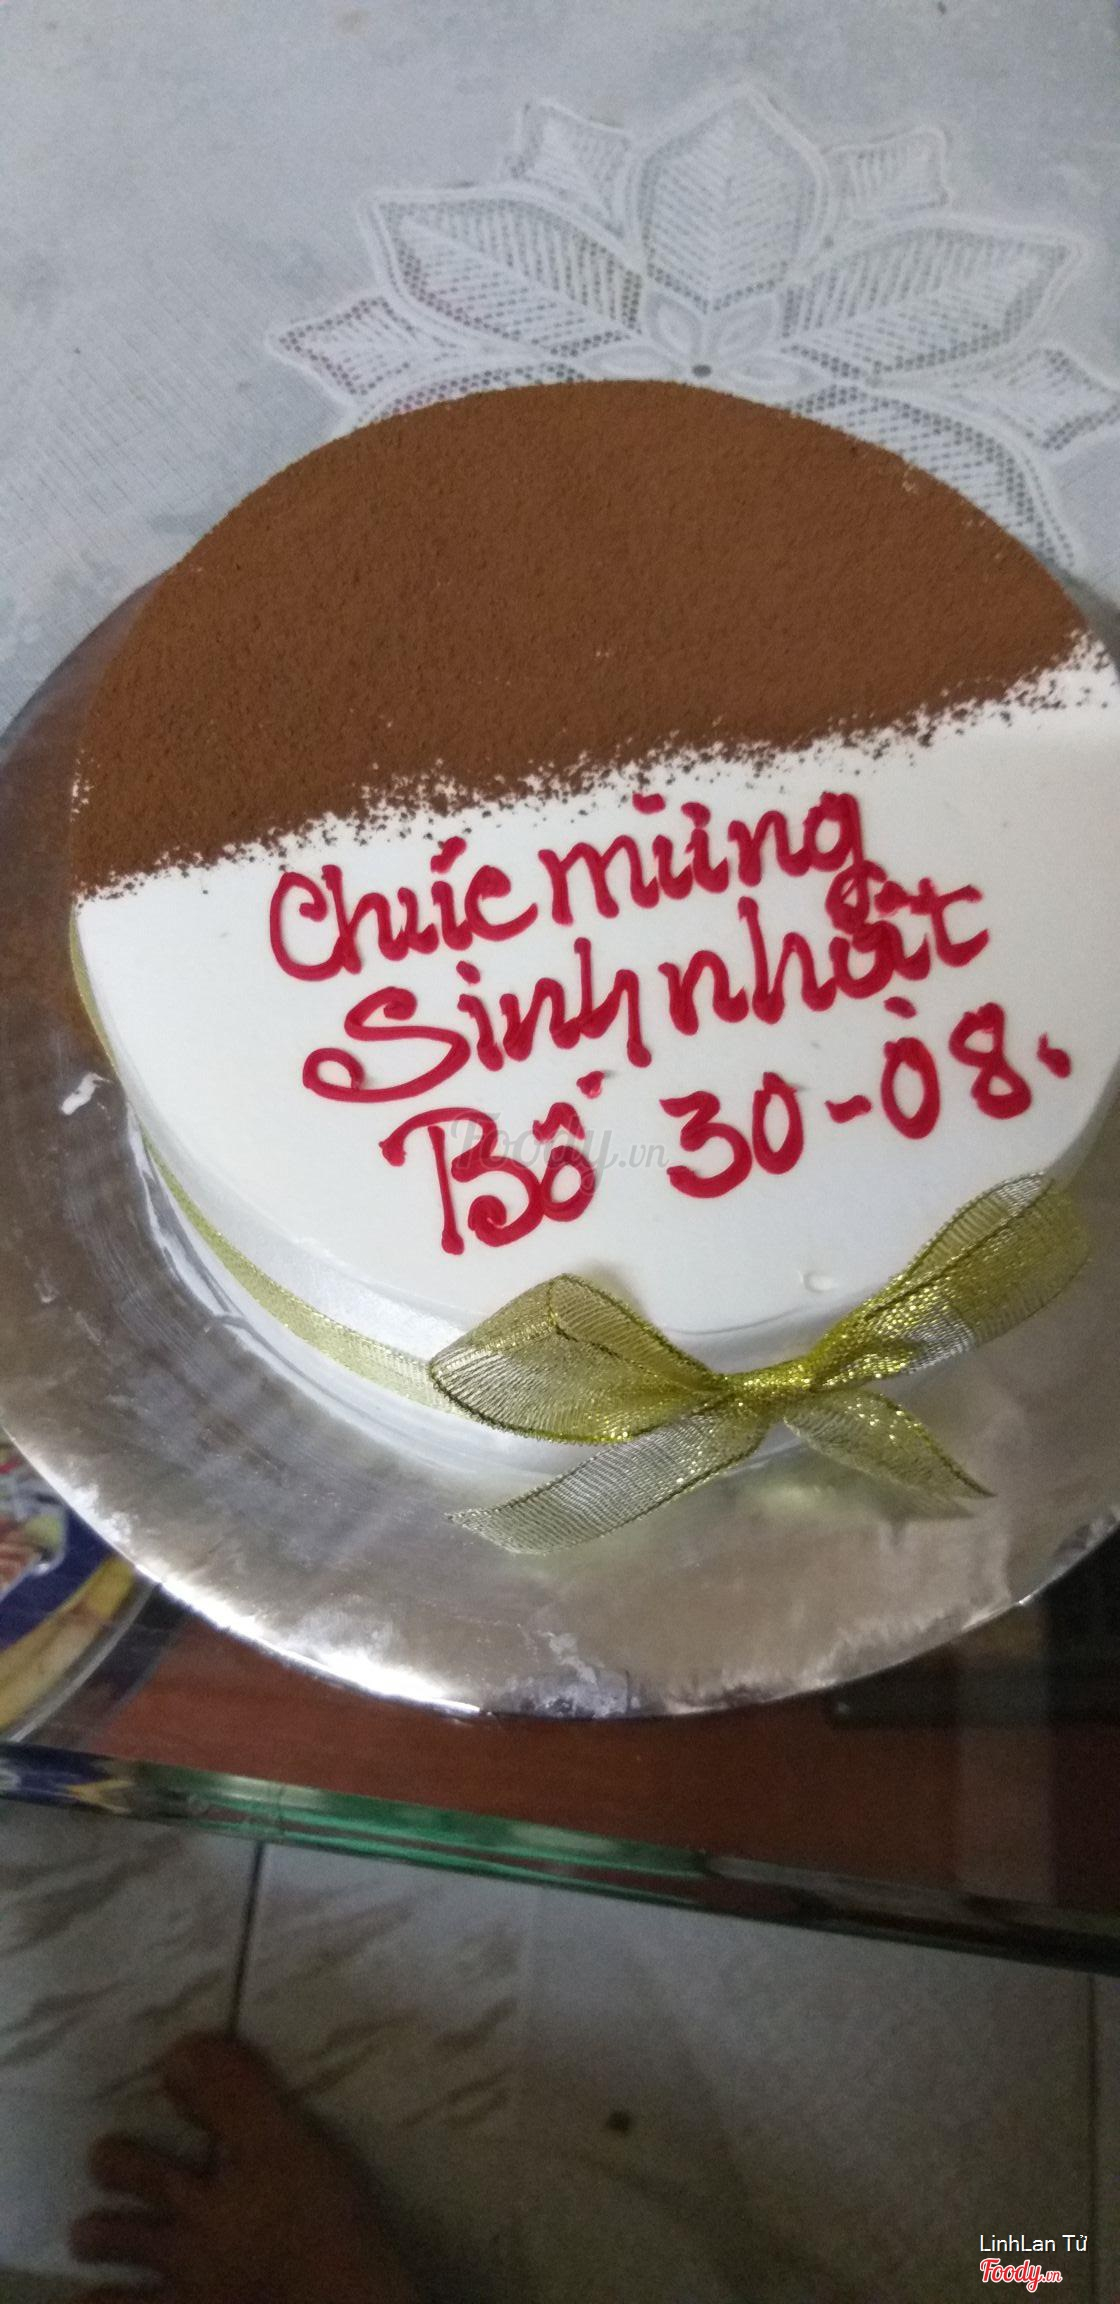 Chúc mừng
Sinh nhật
Bố 30-08.
Foody.vn
LinhLan Tử
Foody.vn